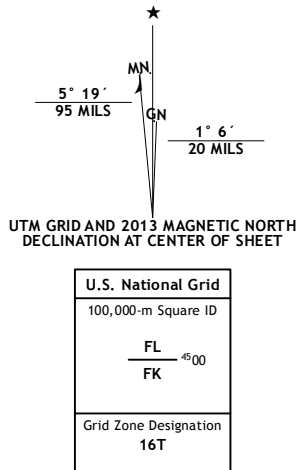 ★
MN
GN
5° 19´
95 MILS
1° 6´
20 MILS
UTM GRID AND 2013 MAGNETIC NORTH
DECLINATION AT CENTER OF SHEET
U.S. National Grid
100,000-m Square ID
FL
4500
FK
Grid Zone Designation
16T